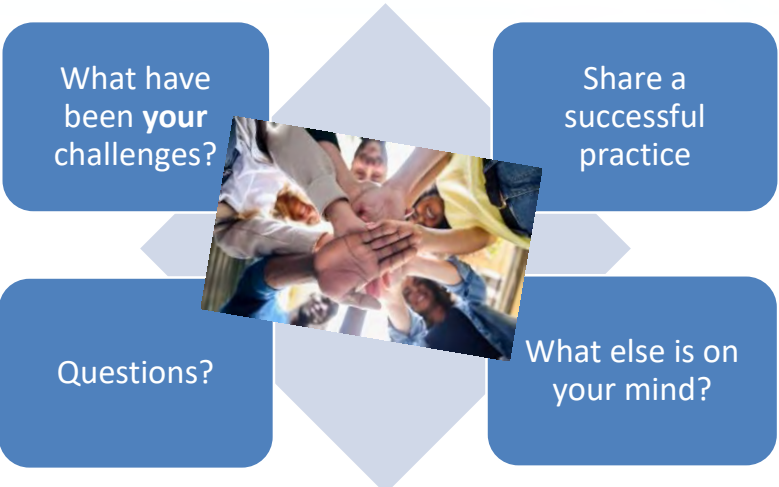 What have
been your
challenges?
Share a
successful
practice
Questions?
What else is on
your mind?